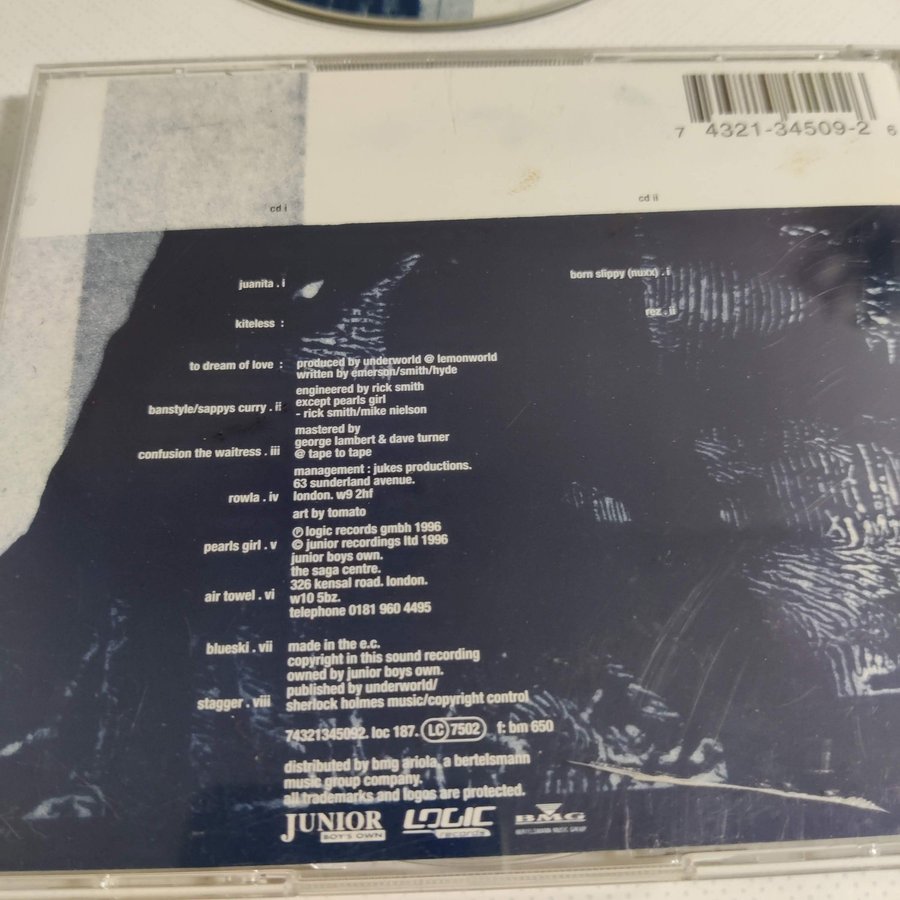 7 4321-34509-2 6
cd i
cd ii
juanita . i
kiteless :
to dream of love :
banstyle/sappys curry . ii
confusion the waitress . iii
rowla . iv
pearls girl . v
air towel . vi
blueski . vii
stagger . viii
born slippy (nuxx) . i
rez . ii
produced by underworld @ lemonworld
written by emerson/smith/hyde
engineered by rick smith
except pearls girl
- rick smith/mike nielson
mastered by
george lambert & dave turner
@ tape to tape
management : jukes productions.
63 sunderland avenue.
london. w9 2hf
art by tomato
℗ logic records gmbh 1996
© junior recordings ltd 1996
junior boys own.
the saga centre.
326 kensal road. london.
w10 5bz.
telephone 0181 960 4495
made in the e.c.
copyright in this sound recording
owned by junior boys own.
published by underworld/
sherlock holmes music/copyright control
74321345092. loc 187. LC 7502 f: bm 650
distributed by bmg ariola, a bertelsmann
music group company.
all trademarks and logos are protected.
JUNIOR
BOY'S OWN
LOGIC
records
BMG
BERTELSMANN MUSIC GROUP